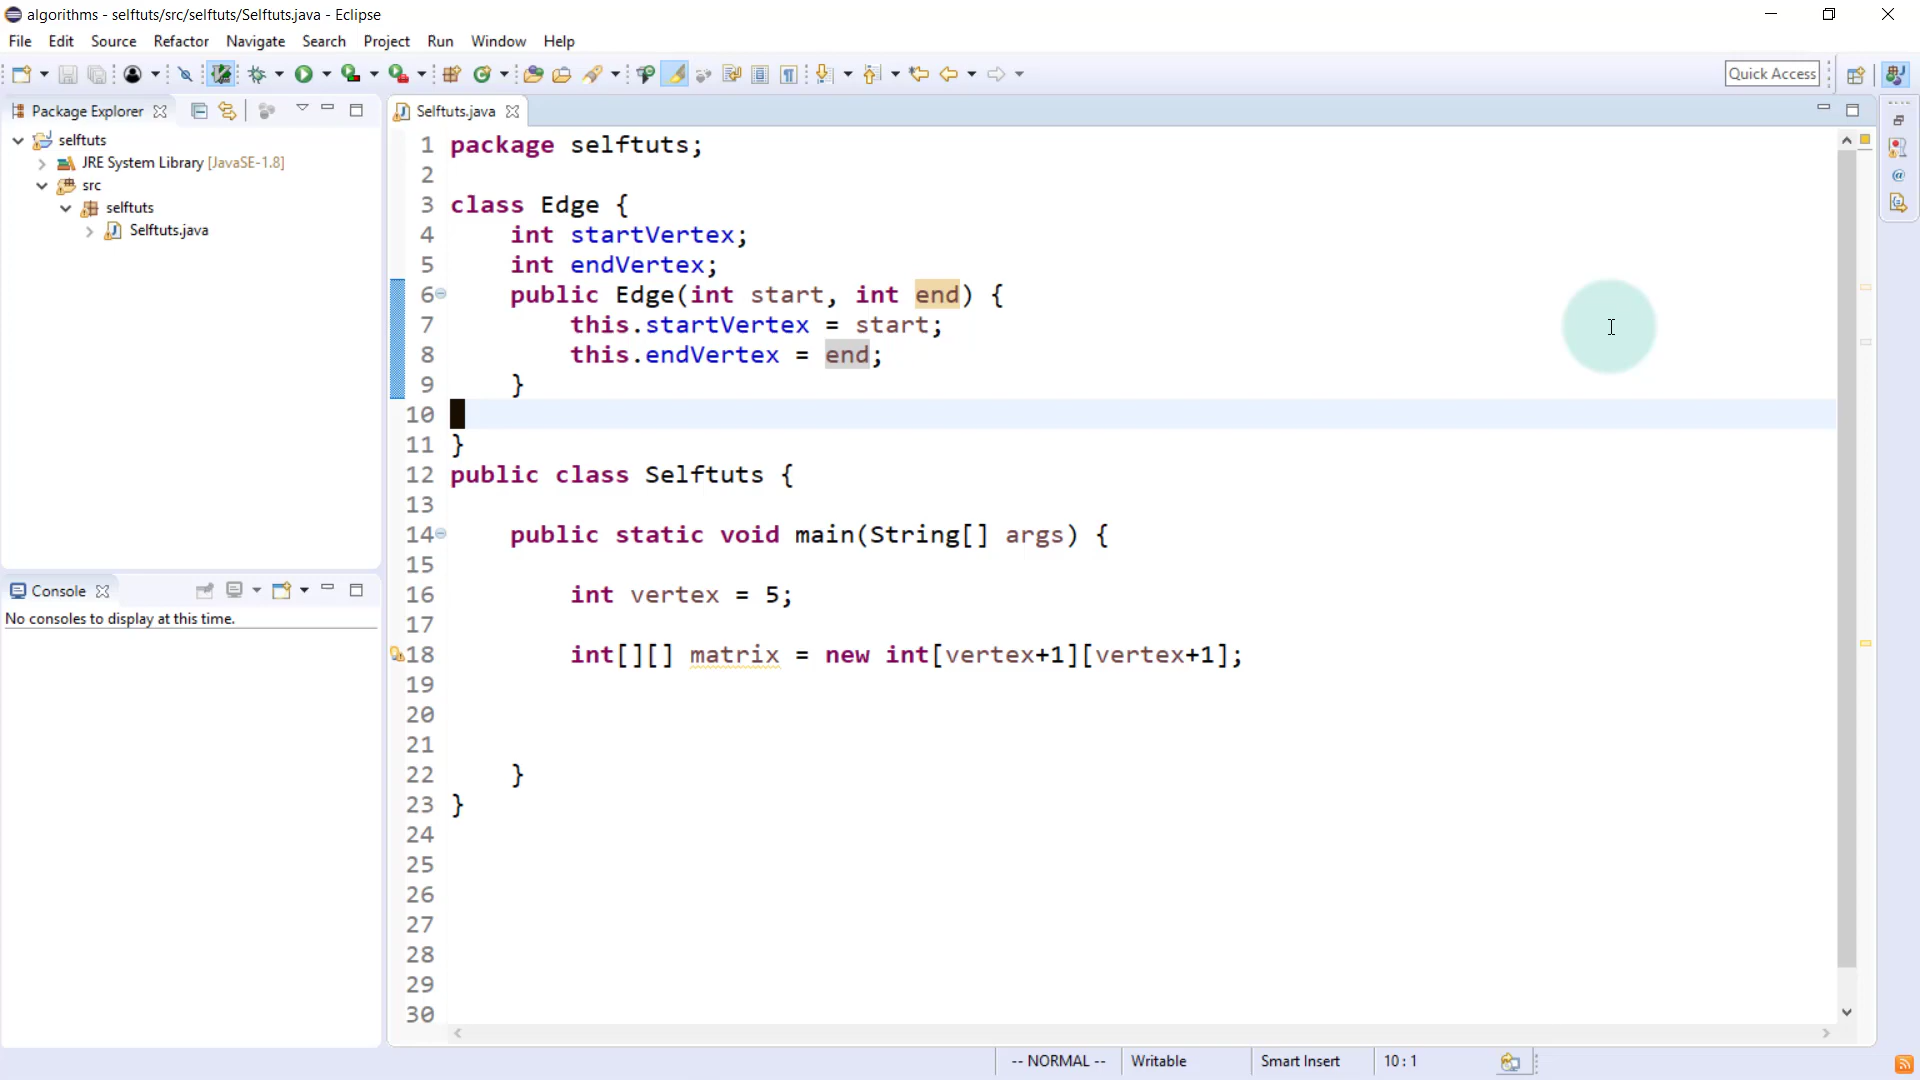 algorithms - selftuts/src/selftuts/Selftuts.java - Eclipse
File Edit Source Refactor Navigate Search Project Run Window Help
Quick Access
Package Explorer
selftuts
JRE System Library [JavaSE-1.8]
src
selftuts
Selftuts.java
Console
No consoles to display at this time.
Selftuts.java
1 package selftuts;
2
3 class Edge {
4 int startVertex;
5 int endVertex;
6 public Edge(int start, int end) {
7 this.startVertex = start;
8 this.endVertex = end;
9 }
10
11 }
12 public class Selftuts {
13
14 public static void main(String[] args) {
15
16 int vertex = 5;
17
18 int[][] matrix = new int[vertex+1][vertex+1];
19
20
21
22 }
23 }
24
25
26
27
28
29
30
-- NORMAL -- Writable Smart Insert 10 : 1